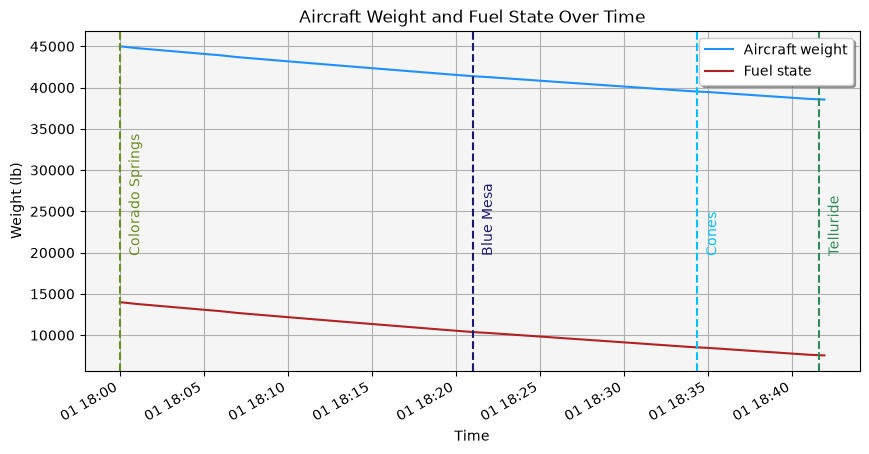 Aircraft Weight and Fuel State Over Time
Aircraft weight
Fuel state
45000
40000
35000
30000
25000
20000
15000
10000
Weight (lb)
Colorado Springs
Blue Mesa
Cones
Telluride
01 18:00
01 18:05
01 18:10
01 18:15
01 18:20
01 18:25
01 18:30
01 18:35
01 18:40
Time